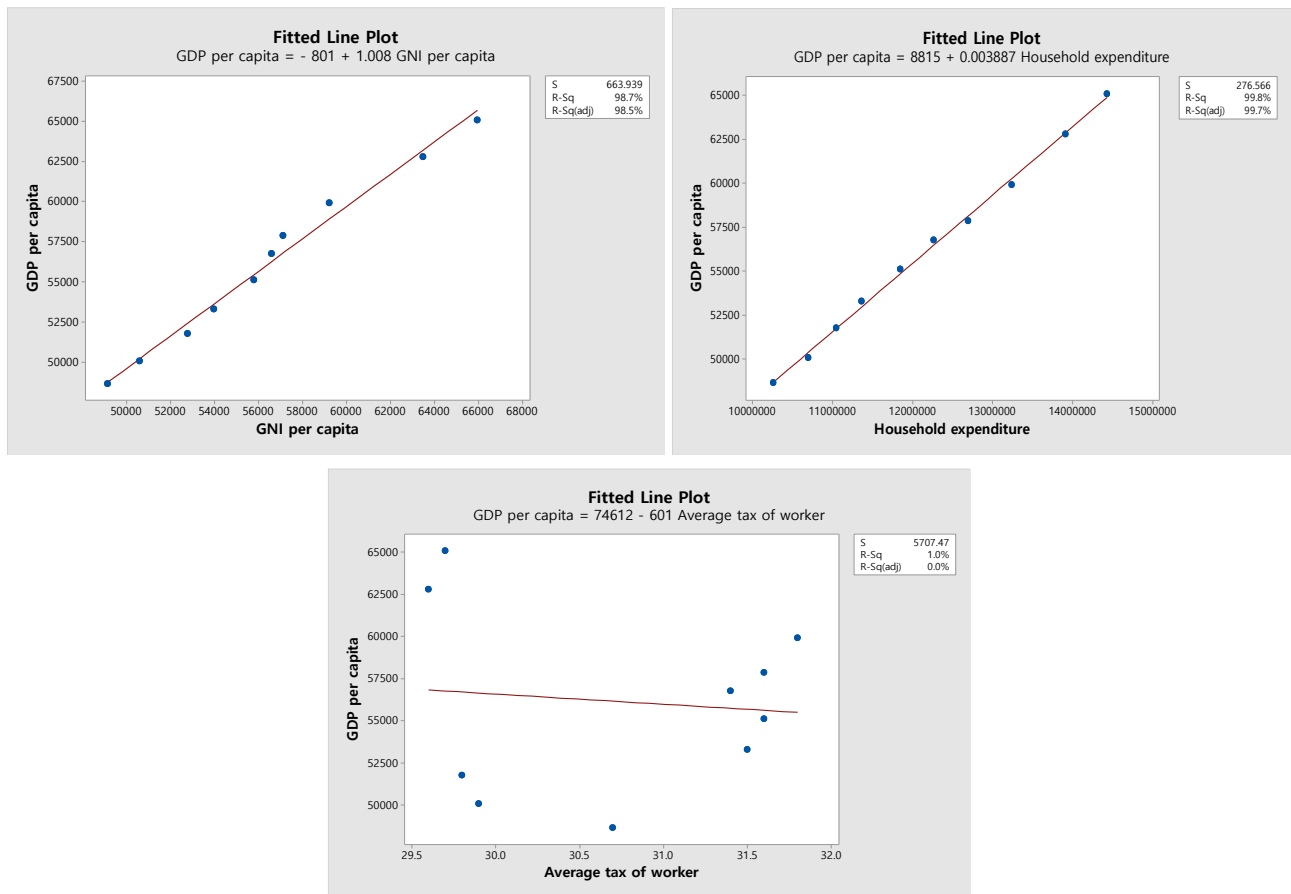 Fitted Line Plot
GDP per capita = - 801 + 1.008 GNI per capita
67500
65000
62500
60000
57500
55000
52500
50000
GDP per capita
50000 52000 54000 56000 58000 60000 62000 64000 66000 68000
GNI per capita
S 663.939
R-Sq 98.7%
R-Sq(adj) 98.5%
Fitted Line Plot
GDP per capita = 8815 + 0.003887 Household expenditure
65000
62500
60000
57500
55000
52500
50000
GDP per capita
10000000 11000000 12000000 13000000 14000000 15000000
Household expenditure
S 276.566
R-Sq 99.8%
R-Sq(adj) 99.7%
Fitted Line Plot
GDP per capita = 74612 - 601 Average tax of worker
65000
62500
60000
57500
55000
52500
50000
GDP per capita
29.5 30.0 30.5 31.0 31.5 32.0
Average tax of worker
S 5707.47
R-Sq 1.0%
R-Sq(adj) 0.0%